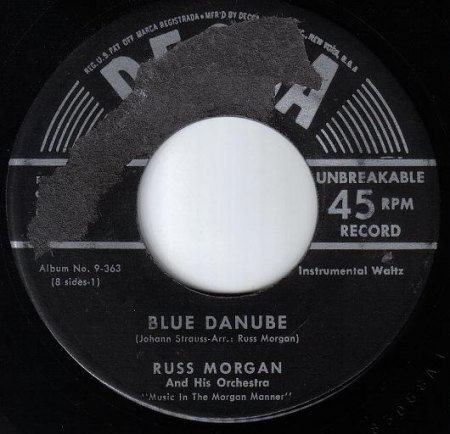 REG. U.S. PAT. OFF. MARCA REGISTRADA • MFR'D BY DECCA
NEW YORK, U.S.A.
UNBREAKABLE
45 RPM
RECORD
Album No. 9-363
(8 sides-1)
Instrumental Waltz
BLUE DANUBE
(Johann Strauss-Arr.: Russ Morgan)
RUSS MORGAN
And His Orchestra
"Music In The Morgan Manner"